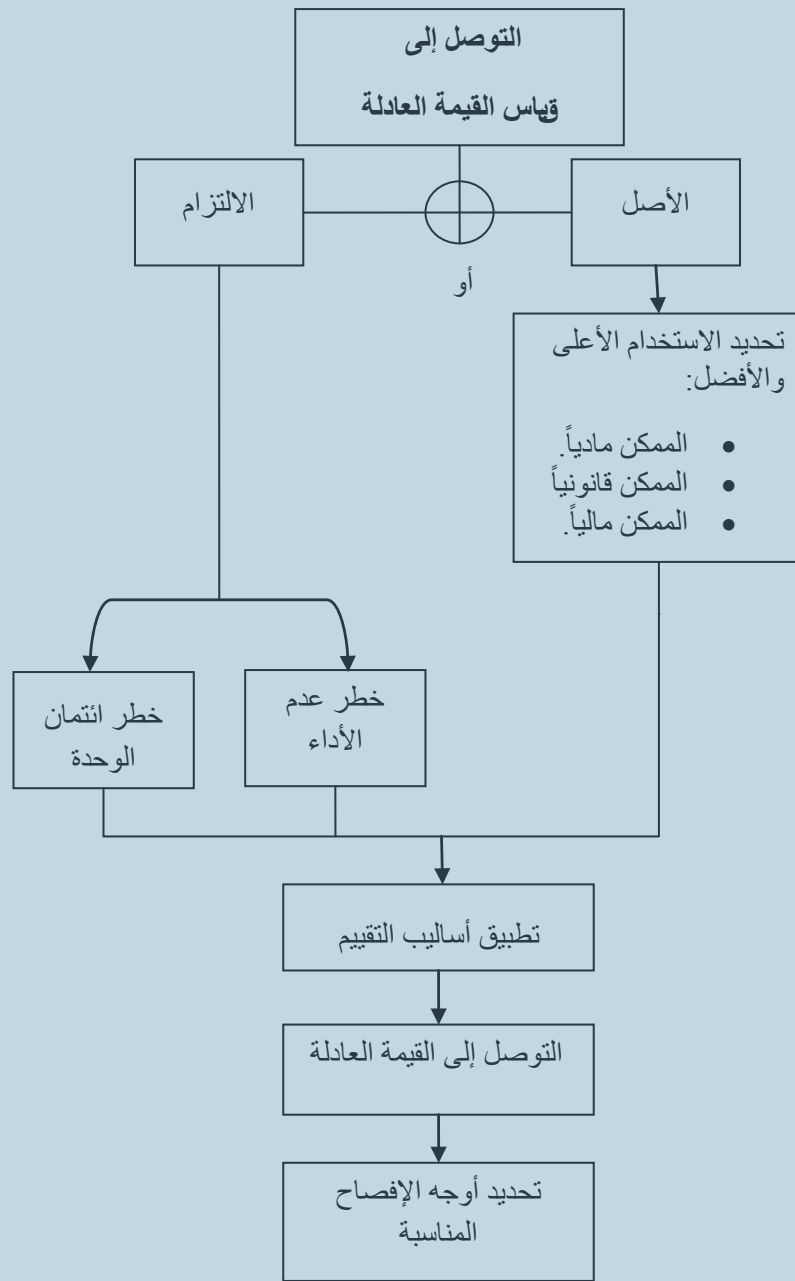 التوصل إلى
قياس القيمة العادلة
الأصل
الالتزام
أو
تحديد الاستخدام الأعلى
والأفضل:
• الممكن مادياً.
• الممكن قانونياً
• الممكن مالياً.
خطر عدم
الأداء
خطر ائتمان
الوحدة
تطبيق أساليب التقييم
التوصل إلى القيمة العادلة
تحديد أوجه الإفصاح
المناسبة